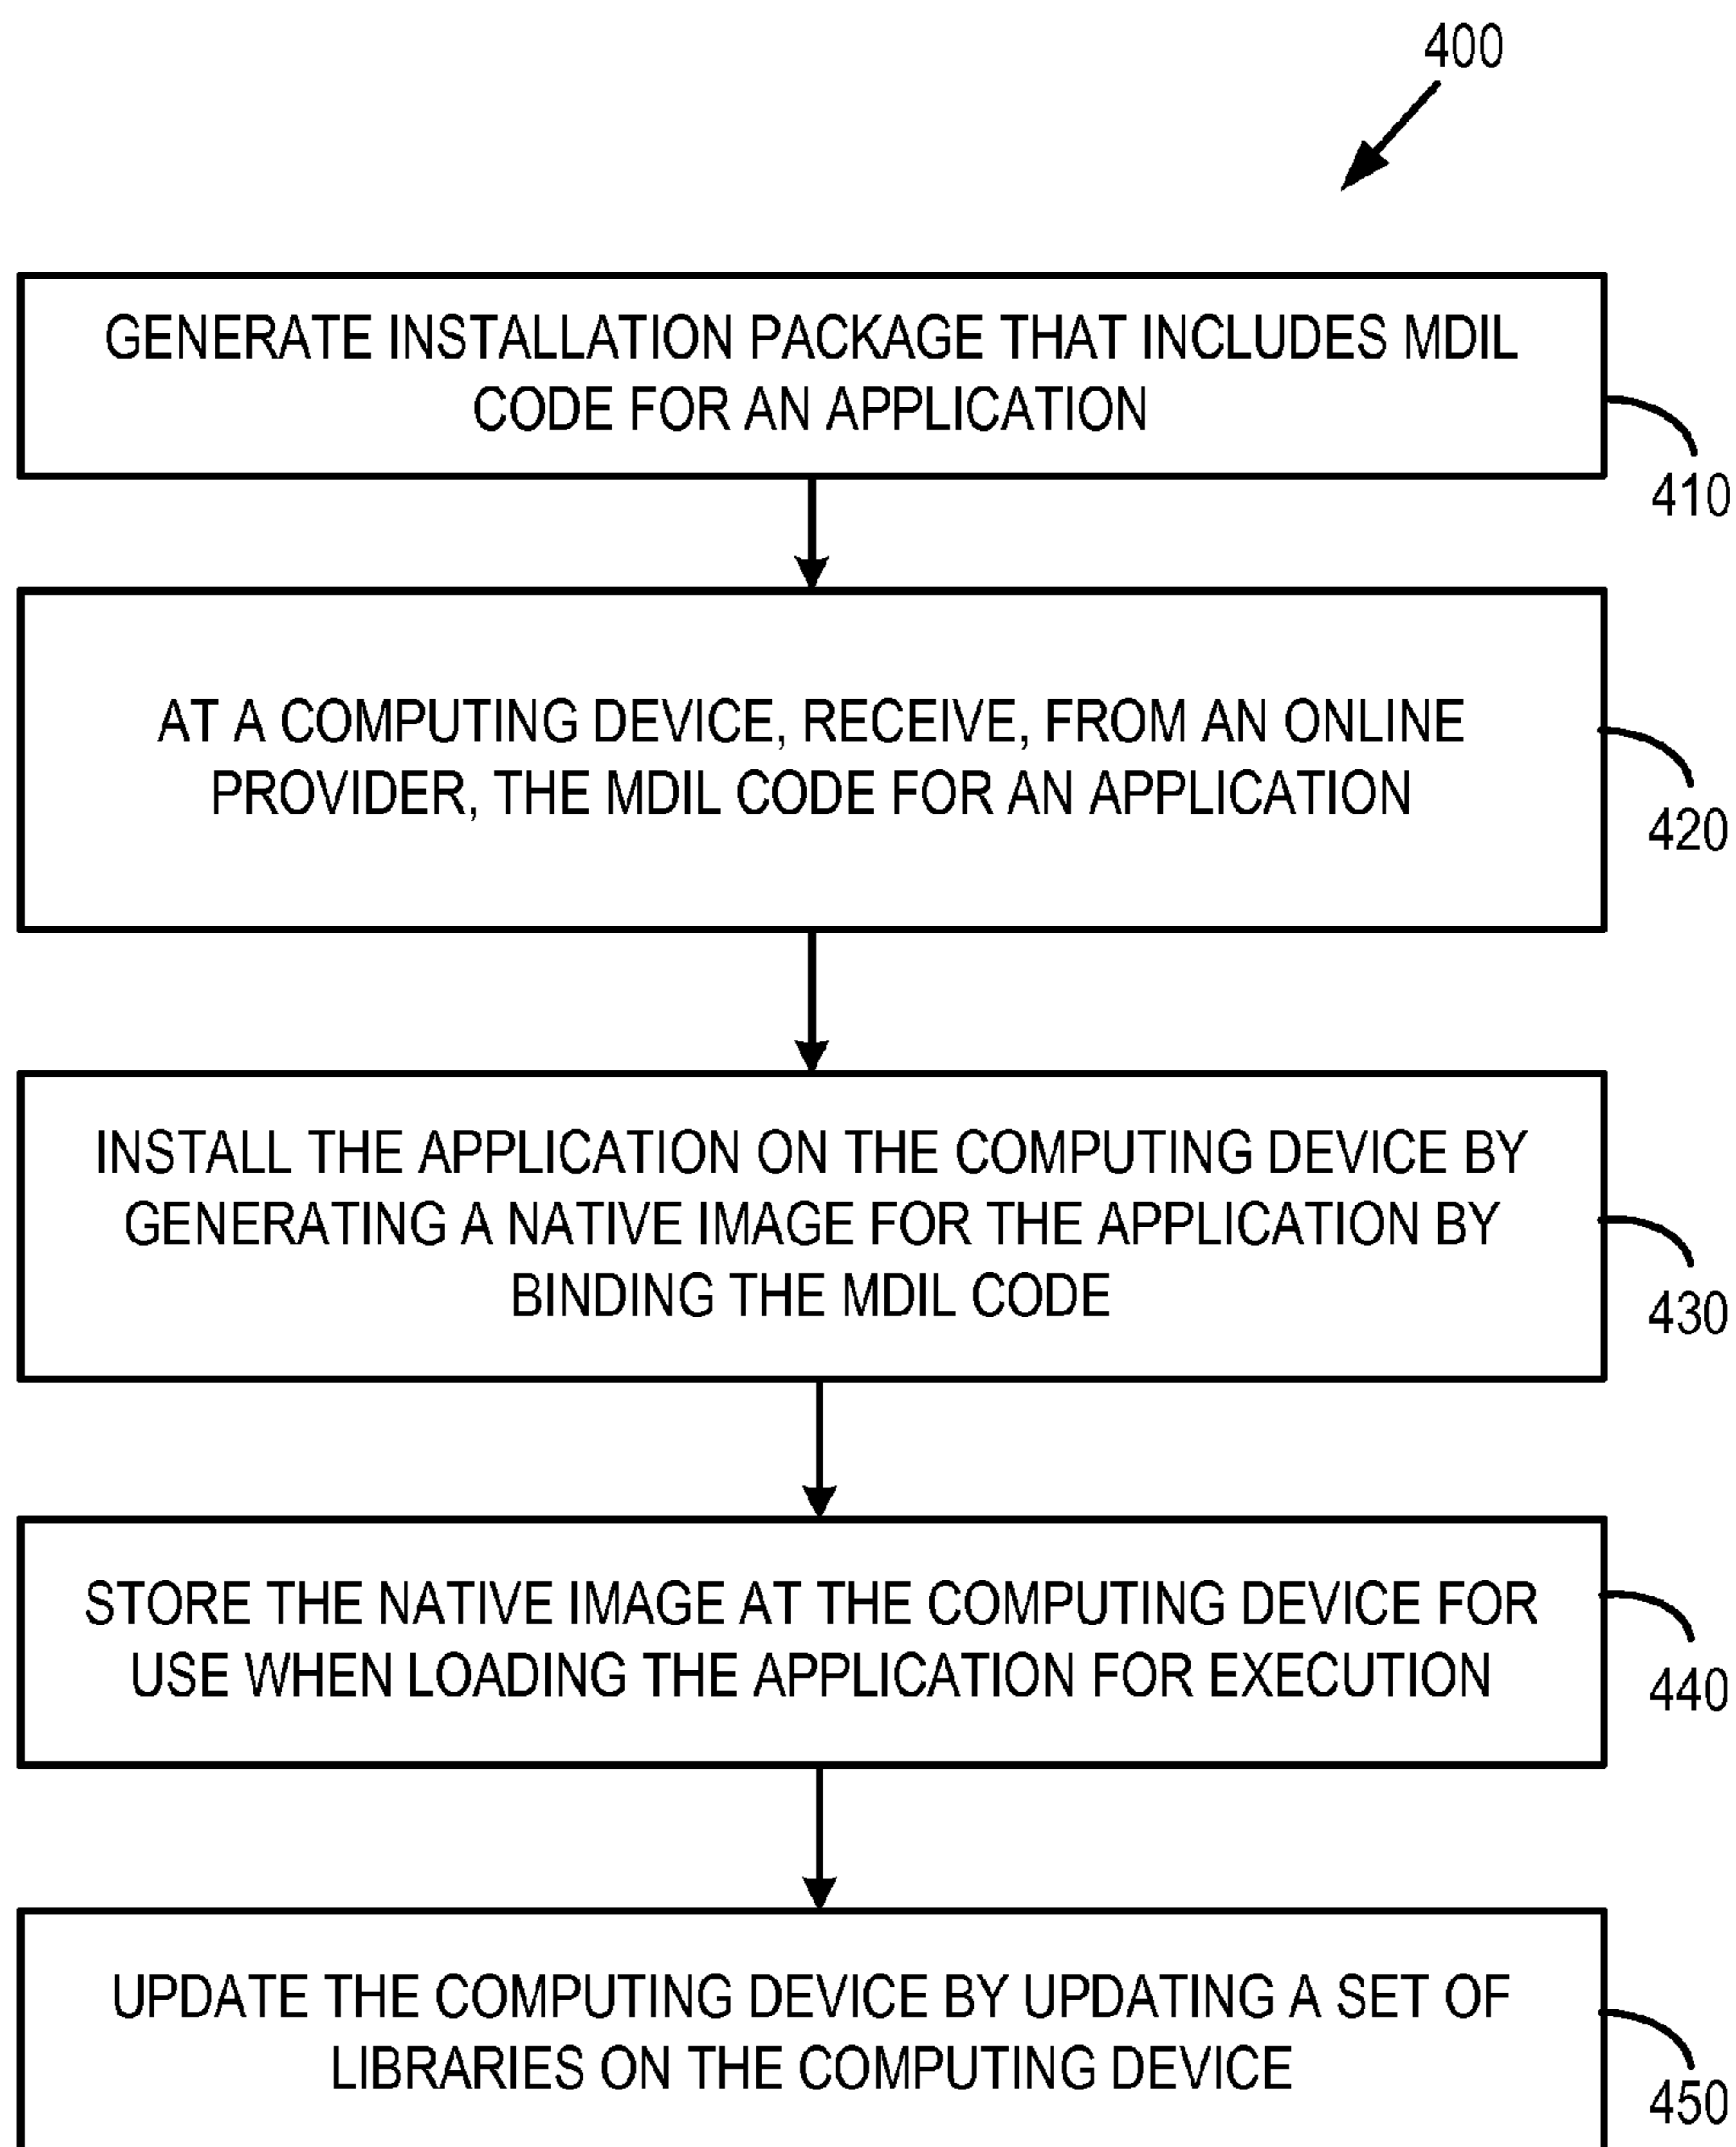 400
GENERATE INSTALLATION PACKAGE THAT INCLUDES MDIL
CODE FOR AN APPLICATION
410
AT A COMPUTING DEVICE, RECEIVE, FROM AN ONLINE
PROVIDER, THE MDIL CODE FOR AN APPLICATION
420
INSTALL THE APPLICATION ON THE COMPUTING DEVICE BY
GENERATING A NATIVE IMAGE FOR THE APPLICATION BY
BINDING THE MDIL CODE
430
STORE THE NATIVE IMAGE AT THE COMPUTING DEVICE FOR
USE WHEN LOADING THE APPLICATION FOR EXECUTION
440
UPDATE THE COMPUTING DEVICE BY UPDATING A SET OF
LIBRARIES ON THE COMPUTING DEVICE
450